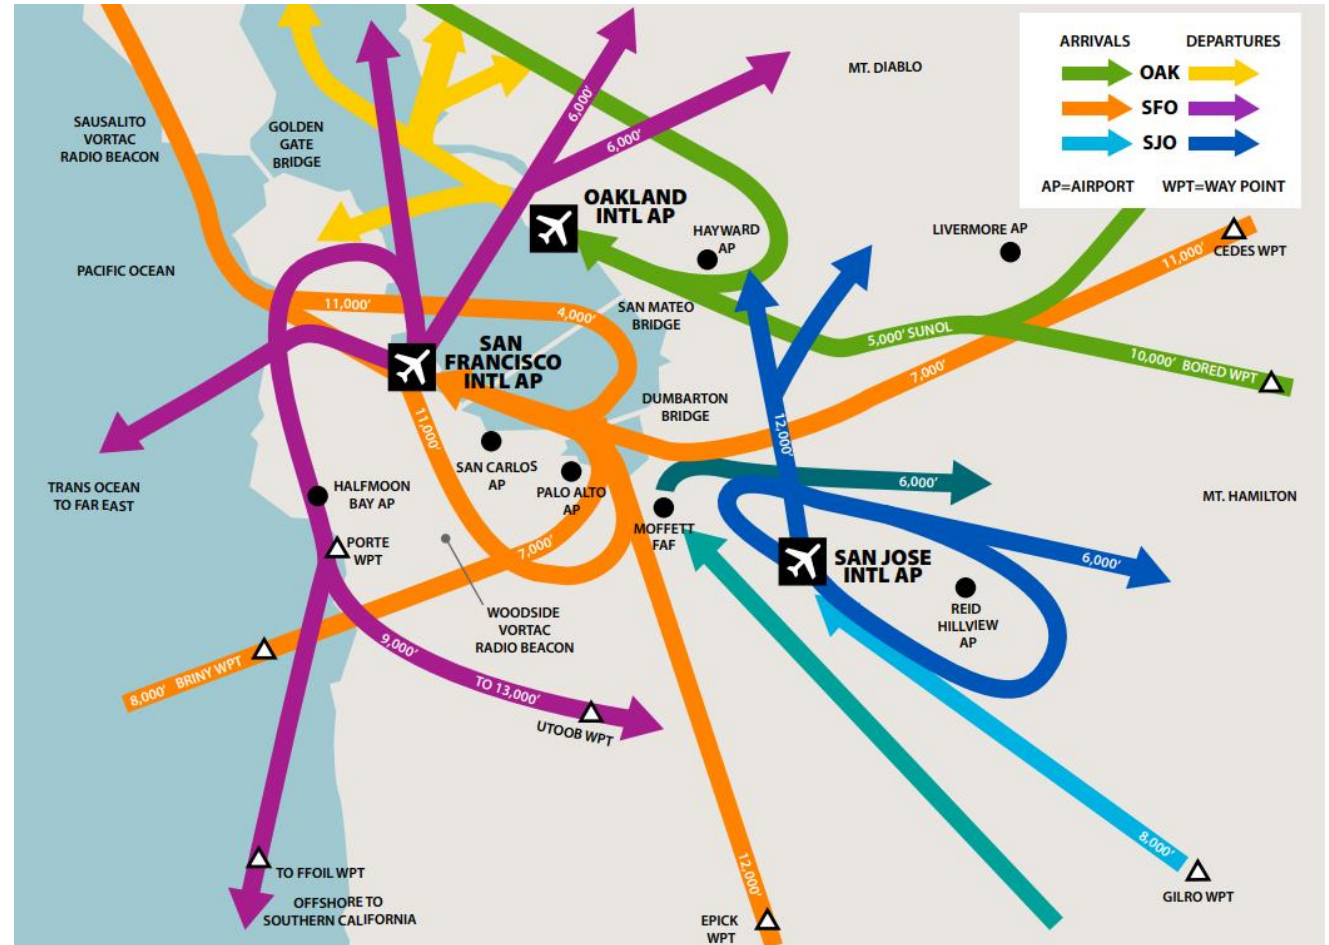 ARRIVALS
DEPARTURES
OAK
SFO
SJO
AP=AIRPORT
WPT=WAY POINT
MT. DIABLO
SAUSALITO
VORTAC
RADIO BEACON
GOLDEN
GATE
BRIDGE
6,000'
6,000'
OAKLAND
INTL AP
HAYWARD
AP
LIVERMORE AP
CEDES WPT
11,000'
PACIFIC OCEAN
11,000'
4,000'
SAN MATEO
BRIDGE
5,000' SUNOL
10,000' BORED WPT
7,000'
SAN
FRANCISCO
INTL AP
DUMBARTON
BRIDGE
11,000'
12,000'
SAN CARLOS
AP
PALO ALTO
AP
6,000'
MT. HAMILTON
TRANS OCEAN
TO FAR EAST
HALFMOON
BAY AP
PORTE
WPT
MOFFETT
FAF
7,000'
SAN JOSE
INTL AP
6,000'
REID
HILLVIEW
AP
WOODSIDE
VORTAC
RADIO BEACON
8,000' BRINY WPT
9,000'
TO 13,000'
UTOOB WPT
8,000'
GILRO WPT
12,000'
TO FFOIL WPT
OFFSHORE TO
SOUTHERN CALIFORNIA
EPICK
WPT